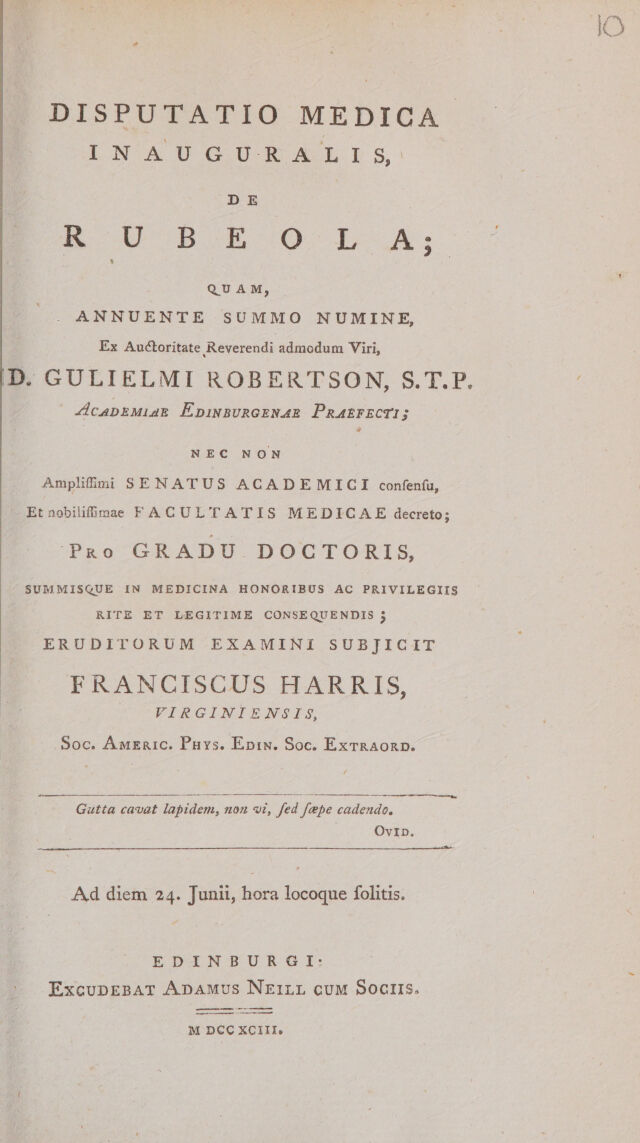 10
DISPUTATIO MEDICA
INAUGURALIS,
DE
RUBEOLA;
QUAM,
ANNUENTE SUMMO NUMINE,
Ex Auctoritate Reverendi admodum Viri,
D. GULIELMI ROBERTSON, S.T.P.
ACADEMIAE EDINBURGENAE PRAEFECTI;
NEC NON
Ampliſſimi SENATUS ACADEMICI conſenſu,
Et nobiliſſimae FACULTATIS MEDICAE decreto;
PRO GRADU DOCTORIS,
SUMMISQUE IN MEDICINA HONORIBUS AC PRIVILEGIIS
RITE ET LEGITIME CONSEQUENDIS;
ERUDITORUM EXAMINI SUBJICIT
FRANCISCUS HARRIS,
VIRGINIENSIS,
SOC. AMERIC. PHYS. EDIN. SOC. EXTRAORD.
Gutta cavat lapidem, non vi, ſed ſæpe cadendo.
OVID.
Ad diem 24. Junii, hora locoque ſolitis.
EDINBURGI:
EXCUDEBAT ADAMUS NEILL CUM SOCIIS.
M DCC XCIII.